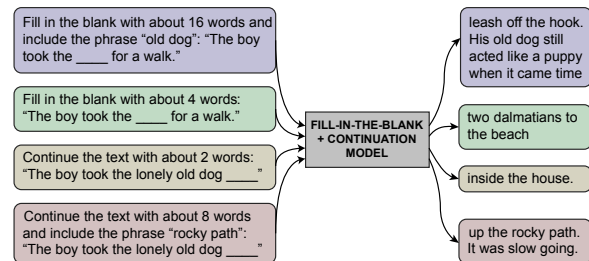 Fill in the blank with about 16 words and
include the phrase “old dog”: “The boy
took the ____ for a walk.”
Fill in the blank with about 4 words:
“The boy took the ____ for a walk.”
Continue the text with about 2 words:
“The boy took the lonely old dog ____”
Continue the text with about 8 words
and include the phrase “rocky path”:
“The boy took the lonely old dog ____”
FILL-IN-THE-BLANK
+ CONTINUATION
MODEL
leash off the hook.
His old dog still
acted like a puppy
when it came time
two dalmatians to
the beach
inside the house.
up the rocky path.
It was slow going.